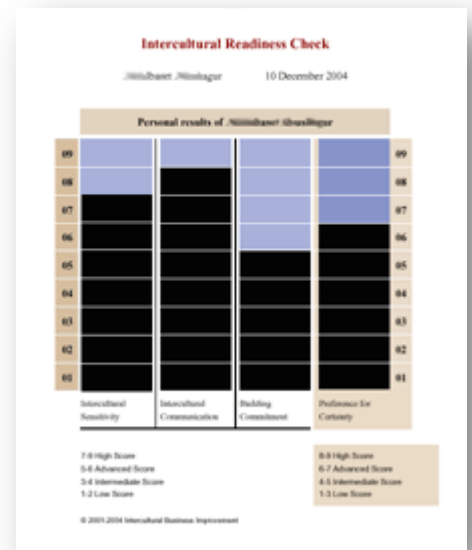 Intercultural Readiness Check
10 December 2004
Personal results of
09 09
08 08
07 07
06 06
05 05
04 04
03 03
02 02
01 01
Intercultural Intercultural Building Preference for
Sensitivity Communication Commitment Certainty
7-9 High Score 8-9 High Score
5-6 Advanced Score 6-7 Advanced Score
3-4 Intermediate Score 4-5 Intermediate Score
1-2 Low Score 1-3 Low Score
© 2001-2004 Intercultural Business Improvement